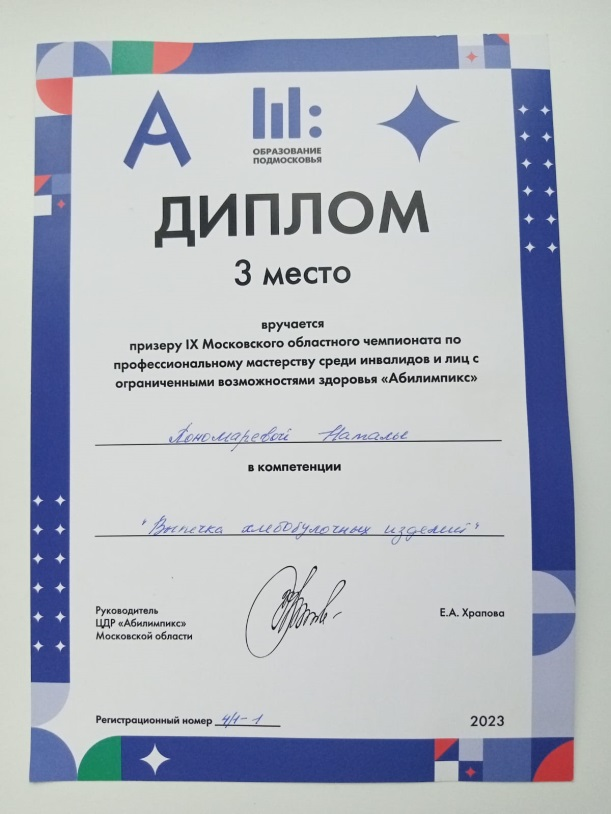 ОБРАЗОВАНИЕ
ПОДМОСКОВЬЯ
ДИПЛОМ
3 место
вручается
призеру IX Московского областного чемпионата по
профессиональному мастерству среди инвалидов и лиц с
ограниченными возможностями здоровья «Абилимпикс»
Пономаревой Наталье
в компетенции
"Выпечка хлебобулочных изделий"
Руководитель
ЦДР «Абилимпикс»
Московской области
Е.А. Храпова
Регистрационный номер 4/1-1
2023